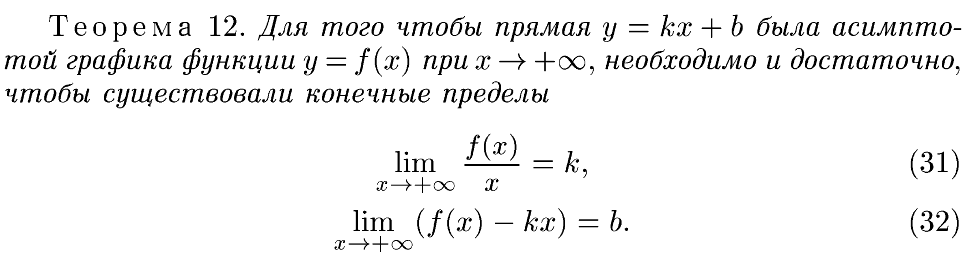 Теорема 12. Для того чтобы прямая y = kx + b была асимпто-
той графика функции y = f(x) при x → +∞, необходимо и достаточно,
чтобы существовали конечные пределы
lim_{x→+∞} f(x)/x = k, (31)
lim_{x→+∞} (f(x) − kx) = b. (32)